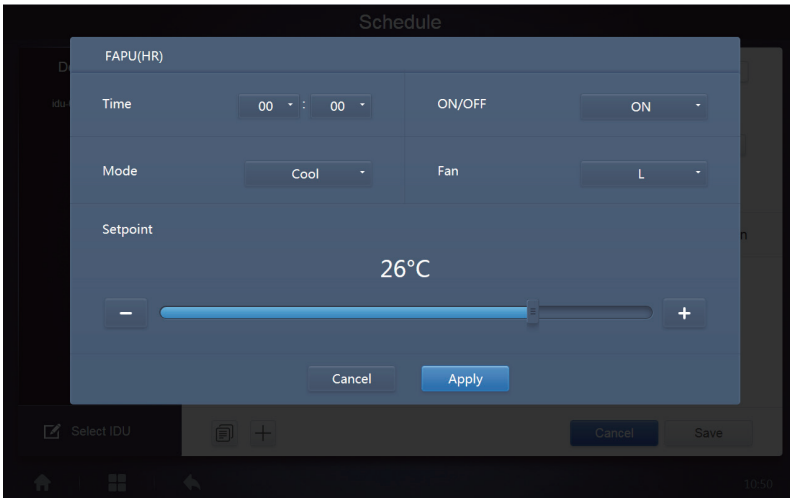 Schedule
FAPU(HR)
Time 00 : 00 ON/OFF ON
Mode Cool Fan L
Setpoint
26°C
− +
Cancel Apply
Select IDU + Cancel Save
10:50